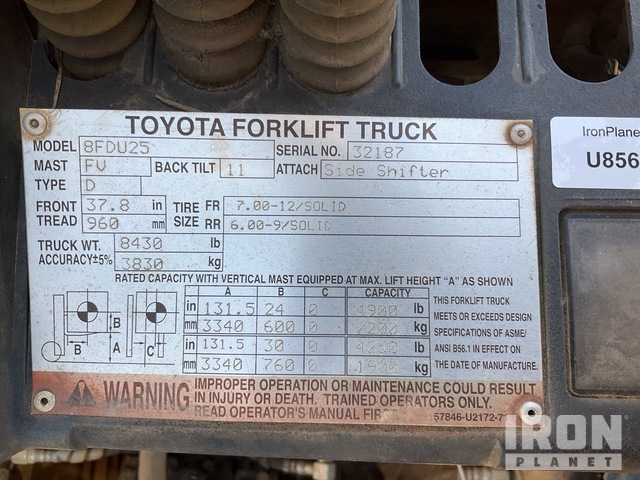 TOYOTA FORKLIFT TRUCK
MODEL 8FDU25 SERIAL NO. 32187
MAST FV BACK TILT 11 ATTACH Side Shifter
TYPE D
FRONT 37.8 in TIRE FR 7.00-12/SOLID
TREAD 960 mm SIZE RR 6.00-9/SOLID
TRUCK WT. 8430 lb
ACCURACY±5% 3830 kg
RATED CAPACITY WITH VERTICAL MAST EQUIPPED AT MAX. LIFT HEIGHT "A" AS SHOWN
A B C CAPACITY
in 131.5 24 0 4900 lb
mm 3340 600 0 2200 kg
in 131.5 30 0 4250 lb
mm 3340 760 0 1900 kg
B
B A C
THIS FORKLIFT TRUCK
MEETS OR EXCEEDS DESIGN
SPECIFICATIONS OF ASME/
ANSI B56.1 IN EFFECT ON
THE DATE OF MANUFACTURE.
WARNING
IMPROPER OPERATION OR MAINTENANCE COULD RESULT
IN INJURY OR DEATH. TRAINED OPERATORS ONLY.
READ OPERATOR'S MANUAL
57846-U2172-7
IronPlane
U856
IRON
PLANET